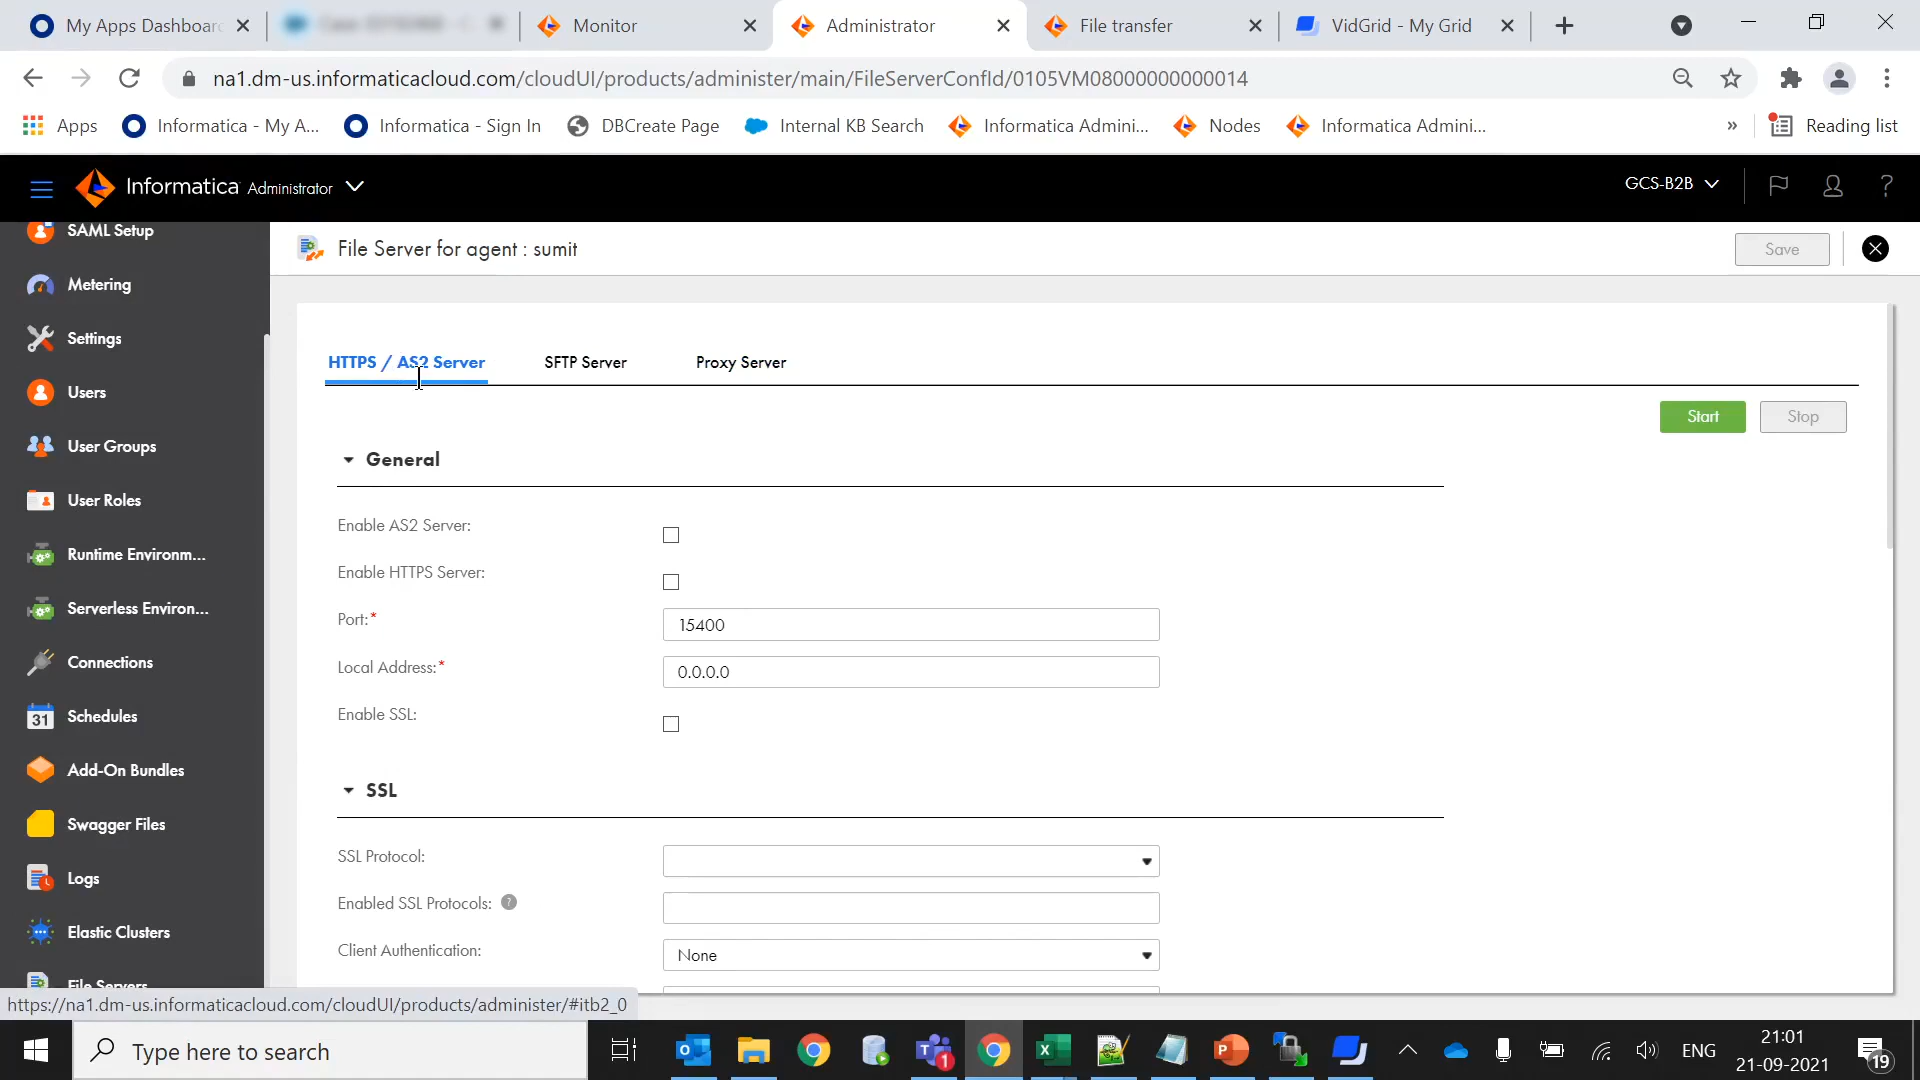 My Apps Dashboar
Monitor
Administrator
File transfer
VidGrid - My Grid
na1.dm-us.informaticacloud.com/cloudUI/products/administer/main/FileServerConfId/0105VM08000000000014
Apps
Informatica - My A...
Informatica - Sign In
DBCreate Page
Internal KB Search
Informatica Admini...
Nodes
Informatica Admini...
»
Reading list
Informatica Administrator
GCS-B2B
?
SAML Setup
Metering
Settings
Users
User Groups
User Roles
Runtime Environm...
Serverless Environ...
Connections
31 Schedules
Add-On Bundles
Swagger Files
Logs
Elastic Clusters
File Servers
File Server for agent : sumit
Save
HTTPS / AS2 Server
SFTP Server
Proxy Server
Start
Stop
General
Enable AS2 Server:
Enable HTTPS Server:
Port:*
15400
Local Address:*
0.0.0.0
Enable SSL:
SSL
SSL Protocol:
Enabled SSL Protocols: ?
Client Authentication:
None
https://na1.dm-us.informaticacloud.com/cloudUI/products/administer/#itb2_0
Type here to search
1
ENG
21:01
21-09-2021
19